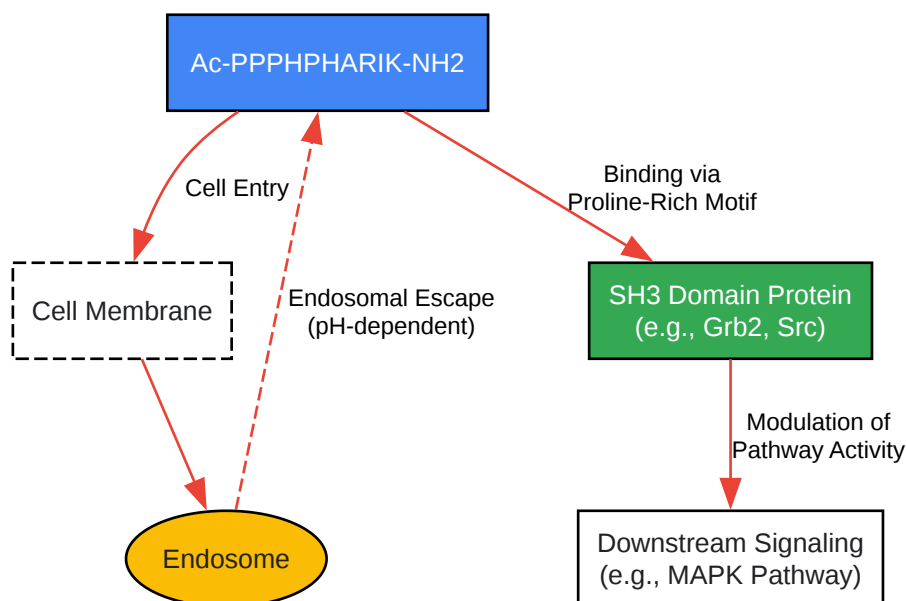 Ac-PPPHPHARIK-NH2
Cell Entry
Binding via
Proline-Rich Motif
Cell Membrane
Endosomal Escape
(pH-dependent)
SH3 Domain Protein
(e.g., Grb2, Src)
Modulation of
Pathway Activity
Endosome
Downstream Signaling
(e.g., MAPK Pathway)